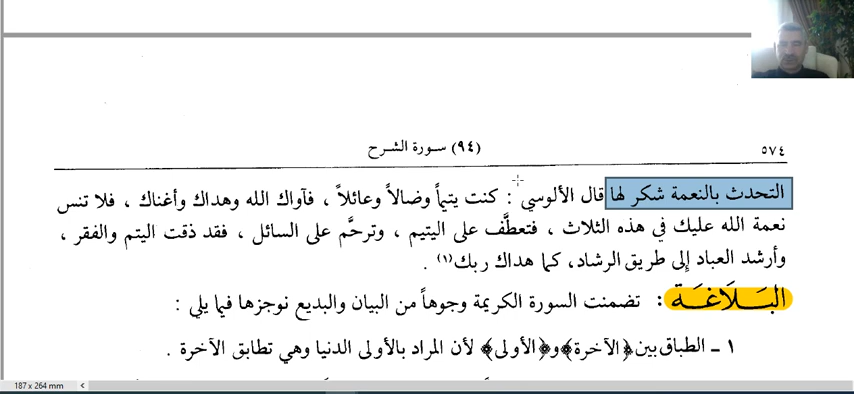 ٥٧٤ (٩٤) سورة الشرح
التحدث بالنعمة شكر لها قال الألوسي : كنت يتيماً وضالاً وعائلاً ، فآواك الله وهداك وأغناك ، فلا تنس
نعمة الله عليك في هذه الثلاث ، فتعطَّف على اليتيم ، وترحَّم على السائل ، فقد ذقت اليتم والفقر ،
وأرشد العباد إلى طريق الرشاد، كما هداك ربك(١) .
البَــلَاغَــة : تضمنت السورة الكريمة وجوهاً من البيان والبديع نوجزها فيما يلي :
١ ـ الطباق بين ﴿الآخرة﴾ و﴿الأولى﴾ لأن المراد بالأولى الدنيا وهي تطابق الآخرة .
187 x 264 mm